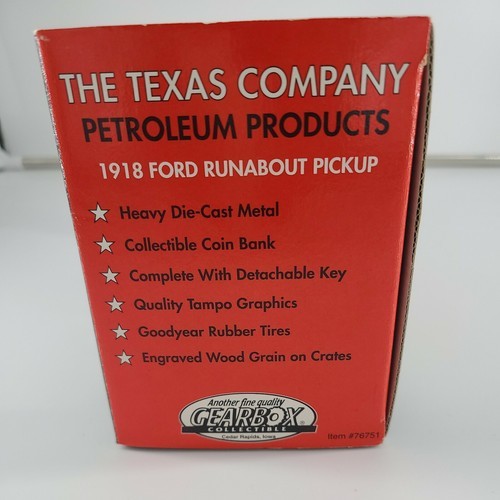 THE TEXAS COMPANY
PETROLEUM PRODUCTS
1918 FORD RUNABOUT PICKUP
Heavy Die-Cast Metal
Collectible Coin Bank
Complete With Detachable Key
Quality Tampo Graphics
Goodyear Rubber Tires
Engraved Wood Grain on Crates
Another fine quality
GEARBOX
COLLECTIBLE
Cedar Rapids, Iowa
Item #76751